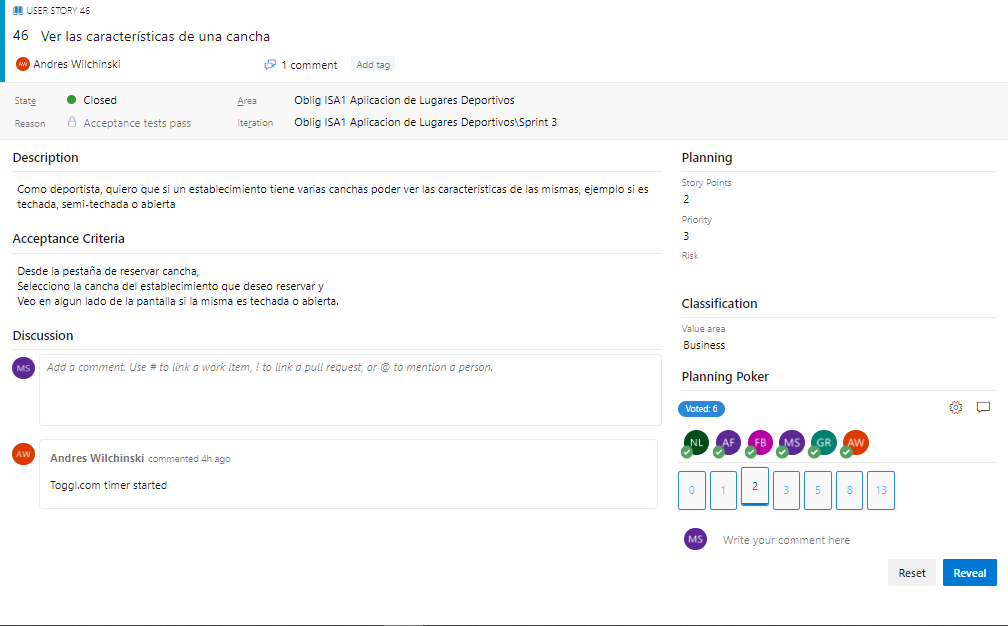 USER STORY 46
46 Ver las características de una cancha
AW Andres Wilchinski 1 comment Add tag
State Closed Area Oblig ISA1 Aplicacion de Lugares Deportivos
Reason Acceptance tests pass Iteration Oblig ISA1 Aplicacion de Lugares Deportivos\Sprint 3
Description
Como deportista, quiero que si un establecimiento tiene varias canchas poder ver las caracteristicas de las mismas, ejemplo si es
techada, semi-techada o abierta
Acceptance Criteria
Desde la pestaña de reservar cancha,
Selecciono la cancha del establecimiento que deseo reservar y
Veo en algun lado de la pantalla si la misma es techada o abierta.
Discussion
MS Add a comment. Use # to link a work item, ! to link a pull request, or @ to mention a person.
AW Andres Wilchinski commented 4h ago
Toggl.com timer started
Planning
Story Points
2
Priority
3
Risk
Classification
Value area
Business
Planning Poker
Voted: 6
NL AF FB MS GR AW
0 1 2 3 5 8 13
MS Write your comment here
Reset Reveal